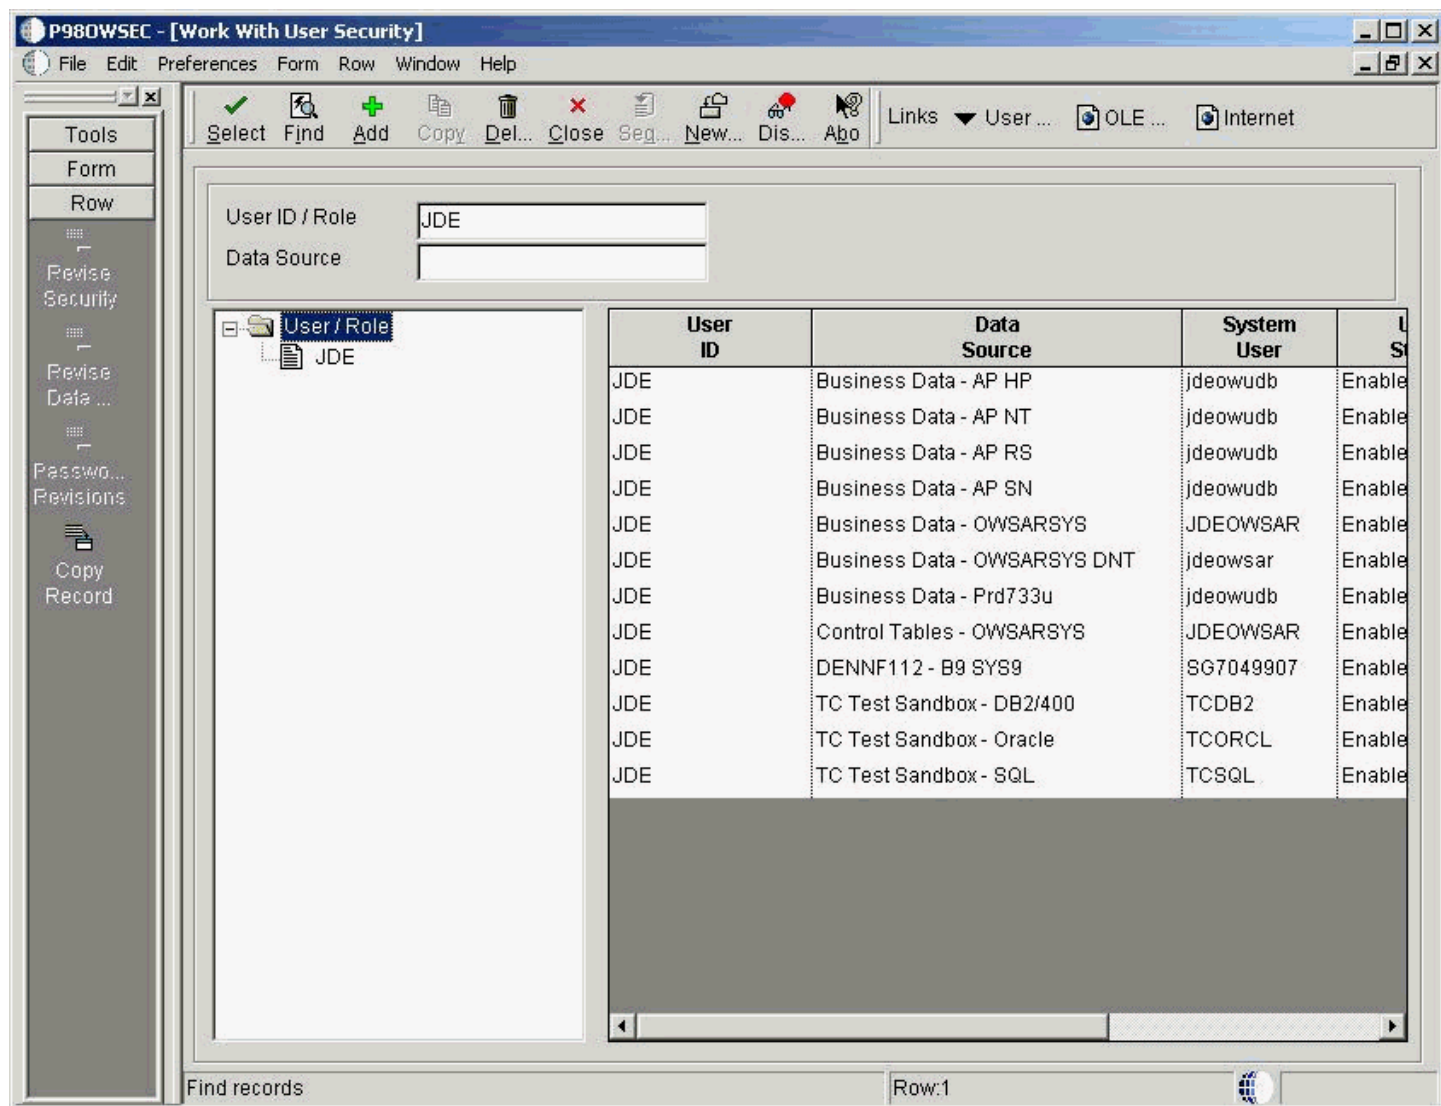 P98OWSEC - [Work With User Security]
File Edit Preferences Form Row Window Help
Select Find Add Copy Del... Close Seq... New... Dis... Abo
Links User ... OLE ... Internet
Tools
Form
Row
Revise
Security
Revise
Data ...
Passwo...
Revisions
Copy
Record
User ID / Role JDE
Data Source
User / Role
JDE
User ID Data Source System User
JDE Business Data - AP HP jdeowudb Enable
JDE Business Data - AP NT jdeowudb Enable
JDE Business Data - AP RS jdeowudb Enable
JDE Business Data - AP SN jdeowudb Enable
JDE Business Data - OWSARSYS JDEOWSAR Enable
JDE Business Data - OWSARSYS DNT jdeowsar Enable
JDE Business Data - Prd733u jdeowudb Enable
JDE Control Tables - OWSARSYS JDEOWSAR Enable
JDE DENNF112 - B9 SYS9 SG7049907 Enable
JDE TC Test Sandbox - DB2/400 TCDB2 Enable
JDE TC Test Sandbox - Oracle TCORCL Enable
JDE TC Test Sandbox - SQL TCSQL Enable
Find records Row:1